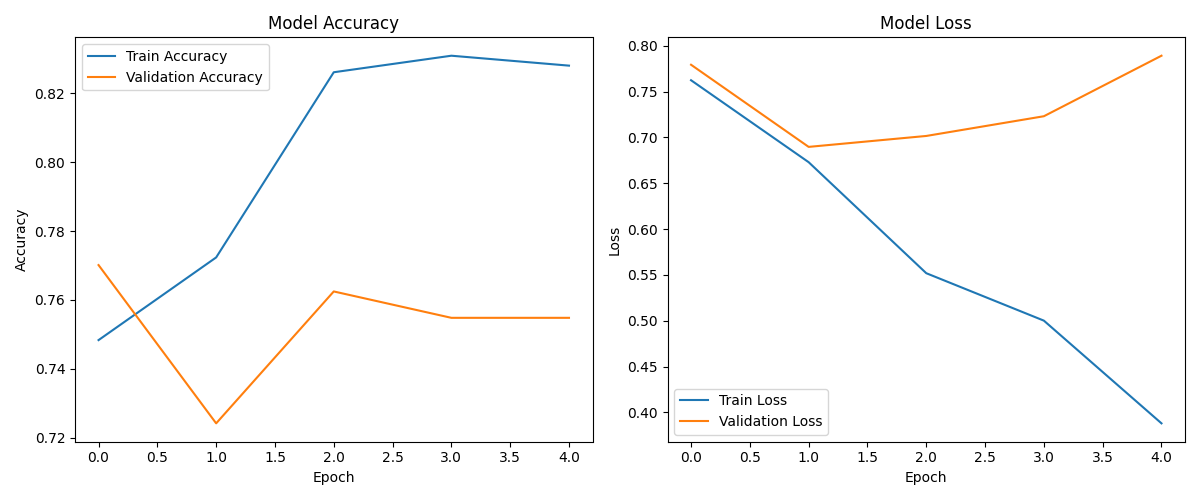 Model Accuracy
Train Accuracy
Validation Accuracy
Accuracy
0.82
0.80
0.78
0.76
0.74
0.72
0.0 0.5 1.0 1.5 2.0 2.5 3.0 3.5 4.0
Epoch
Model Loss
Loss
0.80
0.75
0.70
0.65
0.60
0.55
0.50
0.45
0.40
Train Loss
Validation Loss
0.0 0.5 1.0 1.5 2.0 2.5 3.0 3.5 4.0
Epoch